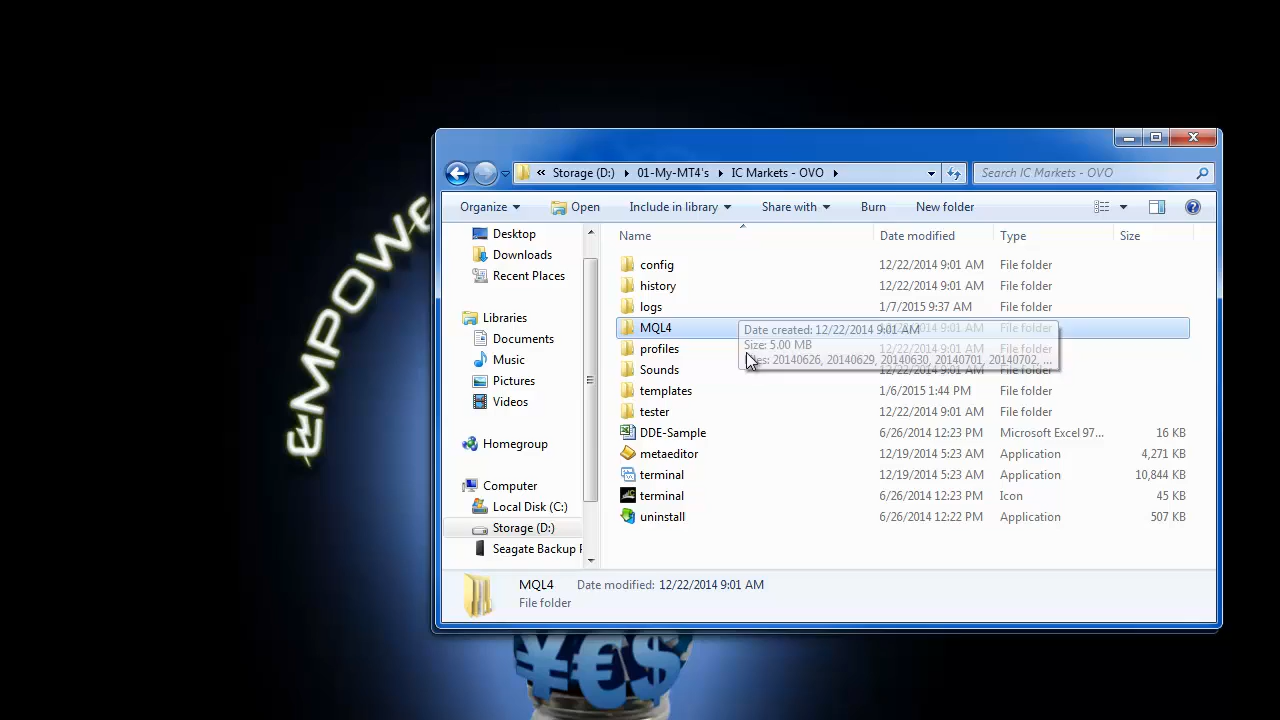 EMPOWE
« Storage (D:) 01-My-MT4's IC Markets - OVO
Search IC Markets - OVO
Organize Open Include in library Share with Burn New folder
Desktop
Downloads
Recent Places
Libraries
Documents
Music
Pictures
Videos
Homegroup
Computer
Local Disk (C:)
Storage (D:)
Seagate Backup
Name Date modified Type Size
config 12/22/2014 9:01 AM File folder
history 12/22/2014 9:01 AM File folder
logs 1/7/2015 9:37 AM File folder
MQL4 12/22/2014 9:01 AM File folder
profiles 12/22/2014 9:01 AM File folder
Sounds 12/22/2014 9:01 AM File folder
templates 1/6/2015 1:44 PM File folder
tester 12/22/2014 9:01 AM File folder
DDE-Sample 6/26/2014 12:23 PM Microsoft Excel 97... 16 KB
metaeditor 12/19/2014 5:23 AM Application 4,271 KB
terminal 12/19/2014 5:23 AM Application 10,844 KB
terminal 6/26/2014 12:23 PM Icon 45 KB
uninstall 6/26/2014 12:22 PM Application 507 KB
Date created: 12/22/2014 9:01 AM
Size: 5.00 MB
20140626, 20140629, 20140630, 20140701, 20140702, ...
MQL4 Date modified: 12/22/2014 9:01 AM
File folder
¥€$